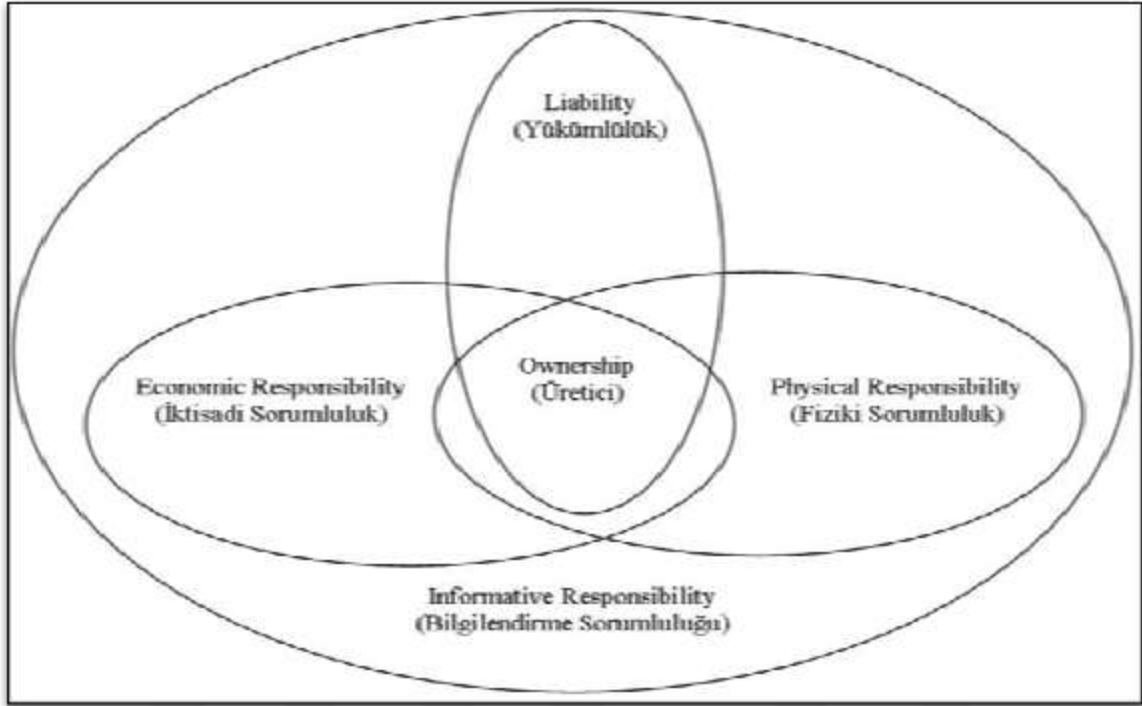 Liability
(Yükümlülük)
Ownership
(Üretici)
Economic Responsibility
(İktisadi Sorumluluk)
Physical Responsibility
(Fiziki Sorumluluk)
Informative Responsibility
(Bilgilendirme Sorumluluğu)